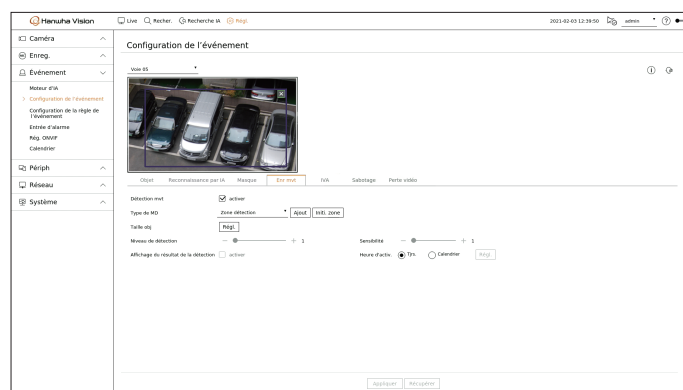 Hanwha Vision
Live Recher. Recherche IA Régl. 2021-02-03 12:39:50 admin
Caméra
Enreg.
Événement
Moteur d'IA
Configuration de l'événement
Configuration de la règle de l'événement
Entrée d'alarme
Rég. ONVIF
Calendrier
Périph
Réseau
Système
Configuration de l'événement
Voie 05
Objet Reconnaissance par IA Masque Enr mvt IVA Sabotage Perte vidéo
Détection mvt activer
Type de MD Zone détection Ajout Initi. zone
Taille obj Régl.
Niveau de détection 1 Sensibilité 1
Affichage du résultat de la détection activer Heure d'activ. Tjrs. Calendrier Régl
Appliquer Récupérer